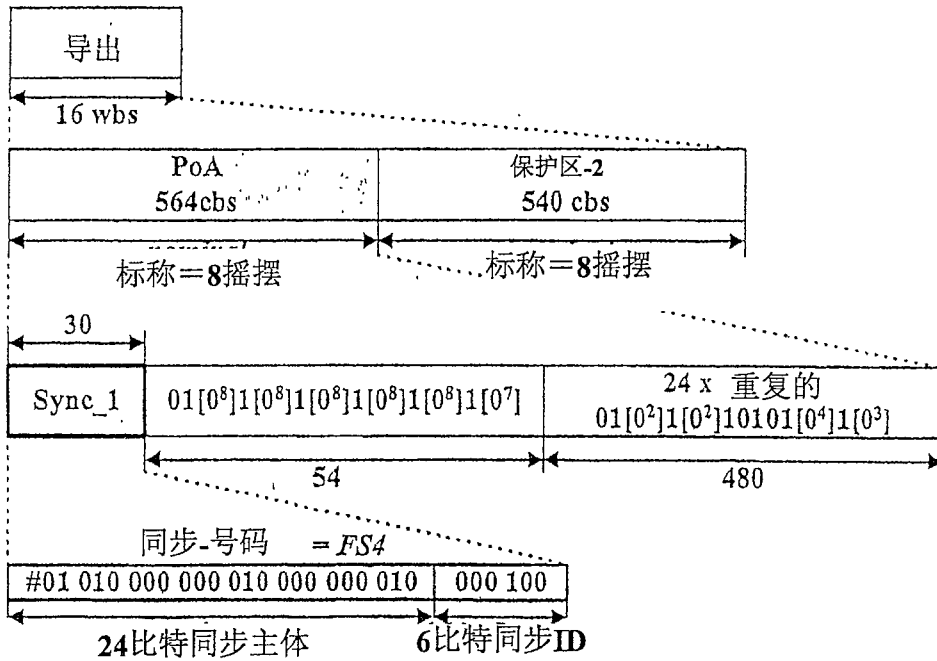 导出
16 wbs
PoA
564cbs
保护区-2
540 cbs
标称=8摇摆
标称=8摇摆
30
Sync_1
01[0⁸]1[0⁸]1[0⁸]1[0⁸]1[0⁸]1[0⁷]
24 x 重复的
01[0²]1[0²]10101[0⁴]1[0³]
54
480
同步-号码 = FS4
#01 010 000 000 010 000 000 010
000 100
24比特同步主体
6比特同步ID